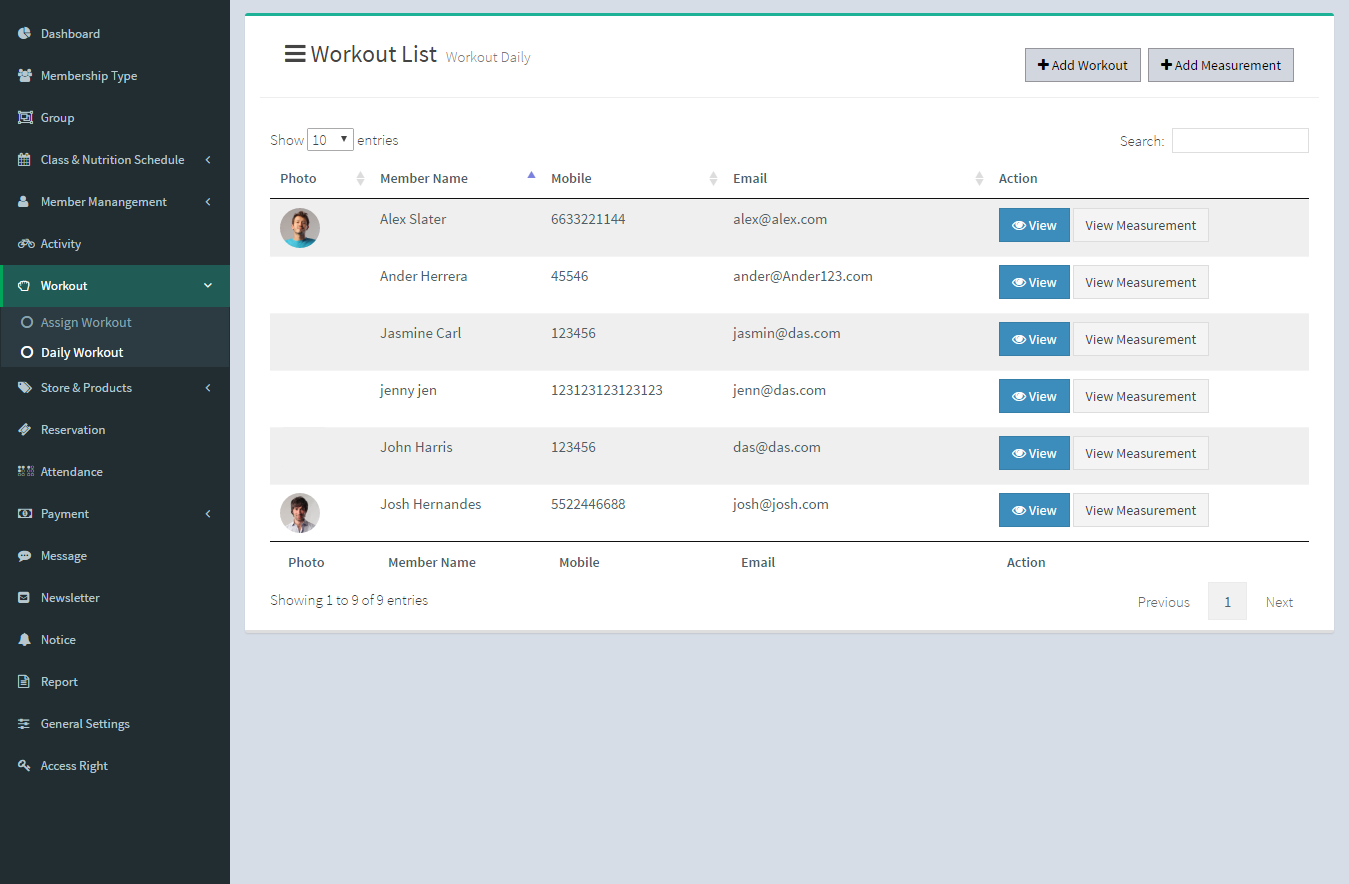 Dashboard
Membership Type
Group
Class & Nutrition Schedule
Member Manangement
Activity
Workout
Assign Workout
Daily Workout
Store & Products
Reservation
Attendance
Payment
Message
Newsletter
Notice
Report
General Settings
Access Right
Workout List Workout Daily
Add Workout Add Measurement
Show 10 entries Search:
Photo Member Name Mobile Email Action
Alex Slater 6633221144 alex@alex.com View View Measurement
Ander Herrera 45546 ander@Ander123.com View View Measurement
Jasmine Carl 123456 jasmin@das.com View View Measurement
jenny jen 123123123123123 jenn@das.com View View Measurement
John Harris 123456 das@das.com View View Measurement
Josh Hernandes 5522446688 josh@josh.com View View Measurement
Photo Member Name Mobile Email Action
Showing 1 to 9 of 9 entries Previous 1 Next